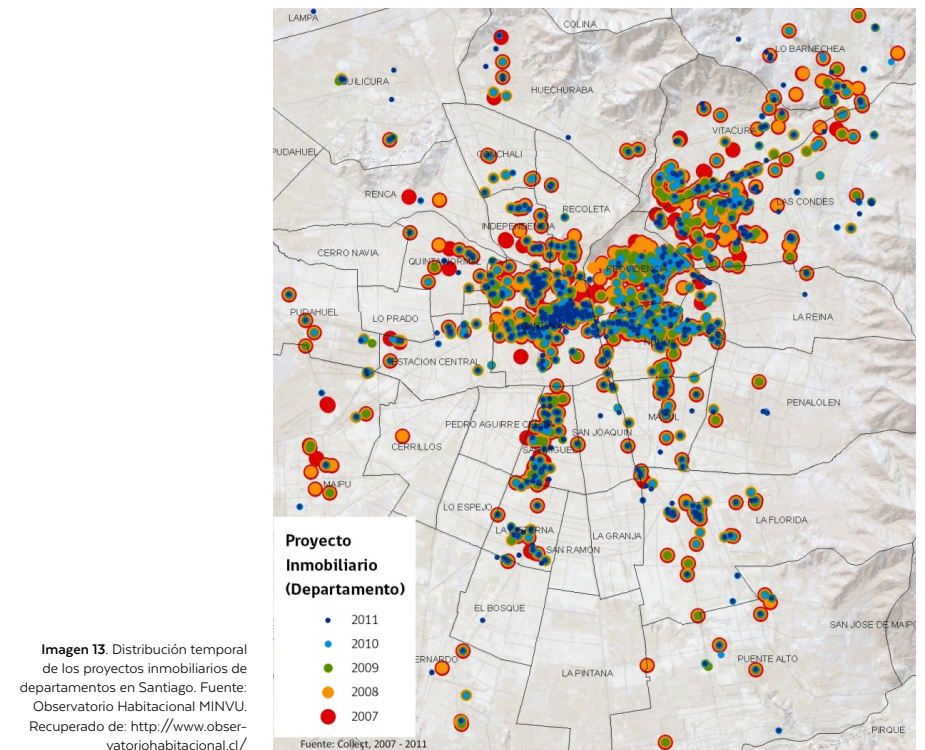 LAMPA
COLINA
LO BARNECHEA
QUILICURA
HUECHURABA
VITACURA
PUDAHUEL
CONCHALI
RENCA
LAS CONDES
RECOLETA
INDEPENDENCIA
CERRO NAVIA
QUINTA NORMAL
PROVIDENCIA
PUDAHUEL
LO PRADO
LA REINA
SANTIAGO
ESTACION CENTRAL
PEÑALOLEN
MACUL
PEDRO AGUIRRE CERDA
SAN JOAQUIN
CERRILLOS
SAN MIGUEL
MAIPU
LO ESPEJO
LA FLORIDA
LA CISTERNA
LA GRANJA
SAN RAMON
Proyecto
Inmobiliario
(Departamento)
2011
2010
2009
2008
2007
Fuente: Collect, 2007 - 2011
EL BOSQUE
SAN JOSE DE MAIPO
ERNARDO
PUENTE ALTO
LA PINTANA
PIRQUE
Imagen 13. Distribución temporal
de los proyectos inmobiliarios de
departamentos en Santiago. Fuente:
Observatorio Habitacional MINVU.
Recuperado de: http://www.obser-
vatoriohabitacional.cl/